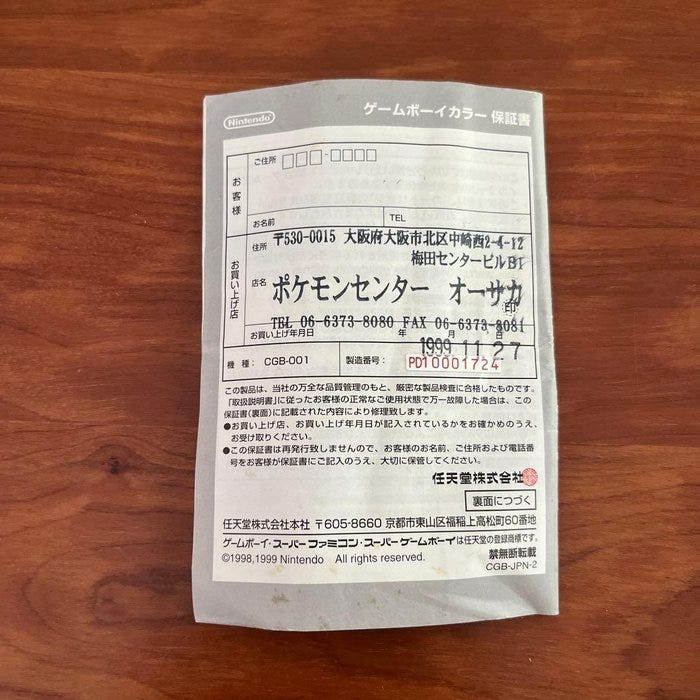 Nintendo
ゲームボーイカラー 保証書
お客様
ご住所
お名前
TEL
お買い上げ店
住所 〒530-0015 大阪府大阪市北区中崎西2-4-12
梅田センタービルB1
店名 ポケモンセンター オーサカ
印
TEL 06-6373-8080 FAX 06-6373-8081
お買い上げ年月日 年 月 日
1999 11.27
機種: CGB-001
製造番号: PD10001724
この製品は、当社の万全な品質管理のもと、厳密な製品検査に合格したものです。
「取扱説明書」に従ったお客様の正常なご使用状態で万一故障した場合は、この
保証書(裏面)に記載された内容により修理致します。
●お買い上げ店、お買い上げ年月日が記入されているかをお確かめのうえ、
お受け取りください。
●この保証書は再発行致しませんので、お客様のお名前、ご住所および電話番
号をお客様が保証書にご記入のうえ、大切に保管してください。
任天堂株式会社
裏面につづく
任天堂株式会社本社 〒605-8660 京都市東山区福稲上高松町60番地
ゲームボーイ・スーパーファミコン・スーパーゲームボーイは任天堂の登録商標です。
©1998,1999 Nintendo All rights reserved.
禁無断転載
CGB-JPN-2